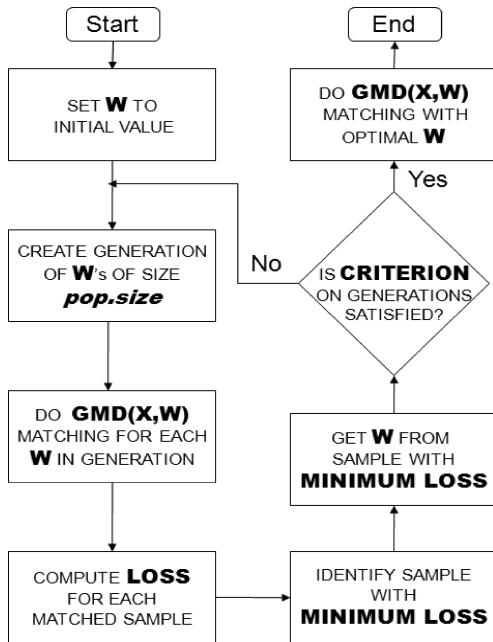 Start
SET W TO
INITIAL VALUE
CREATE GENERATION
OF W's OF SIZE
pop.size
DO GMD(X,W)
MATCHING FOR EACH
W IN GENERATION
COMPUTE LOSS
FOR EACH
MATCHED SAMPLE
IDENTIFY SAMPLE
WITH
MINIMUM LOSS
GET W FROM
SAMPLE WITH
MINIMUM LOSS
IS CRITERION
ON GENERATIONS
SATISFIED?
No
Yes
DO GMD(X,W)
MATCHING WITH
OPTIMAL W
End